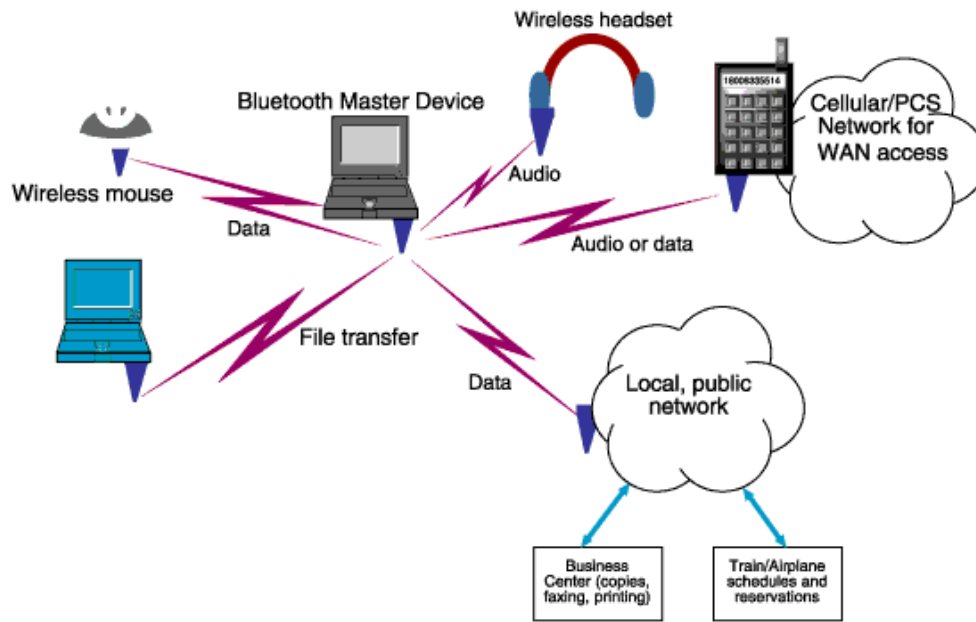 Wireless headset
18008335514
Cellular/PCS
Network for
WAN access
Bluetooth Master Device
Audio
Wireless mouse
Data
Audio or data
File transfer
Data
Local, public
network
Business
Center (copies,
faxing, printing)
Train/Airplane
schedules and
reservations